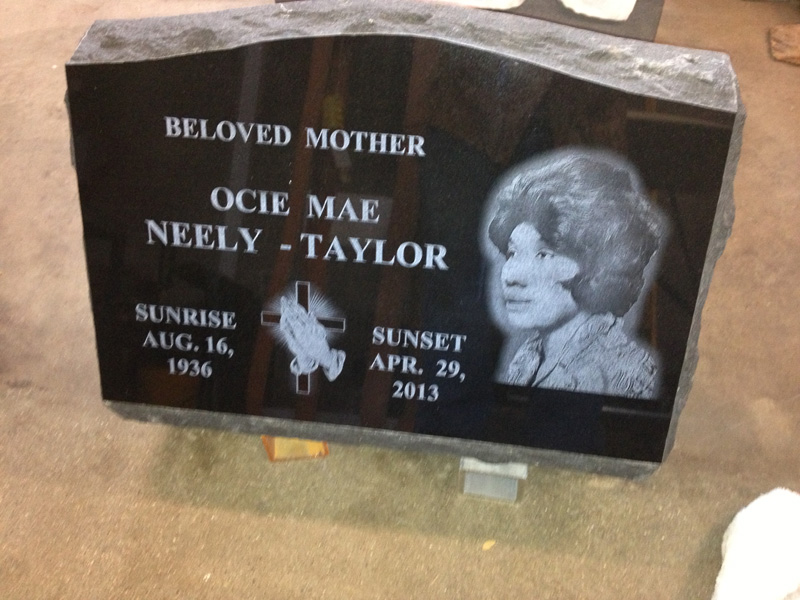 BELOVED MOTHER
OCIE MAE
NEELY - TAYLOR
SUNRISE
AUG. 16,
1936
SUNSET
APR. 29,
2013